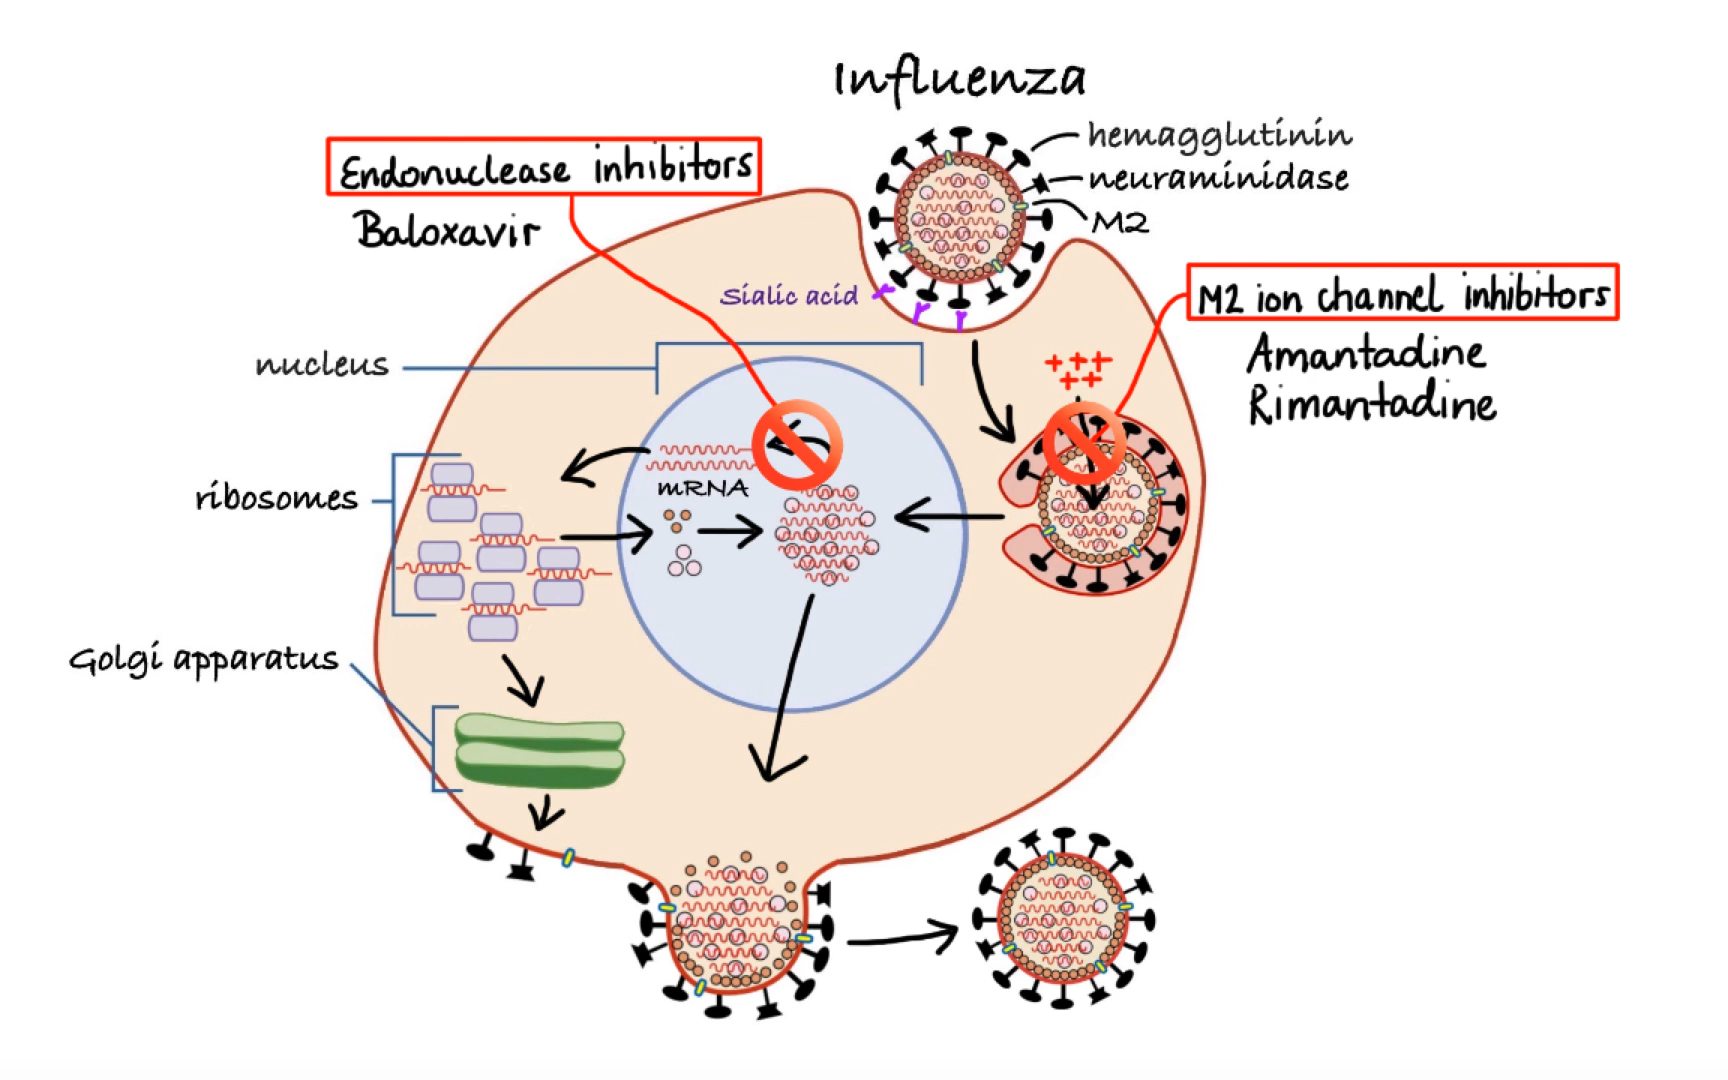 Influenza
hemagglutinin
neuraminidase
M2
Endonuclease inhibitors
Baloxavir
Sialic acid
M2 ion channel inhibitors
Amantadine
Rimantadine
+++
++
nucleus
mRNA
ribosomes
Golgi apparatus